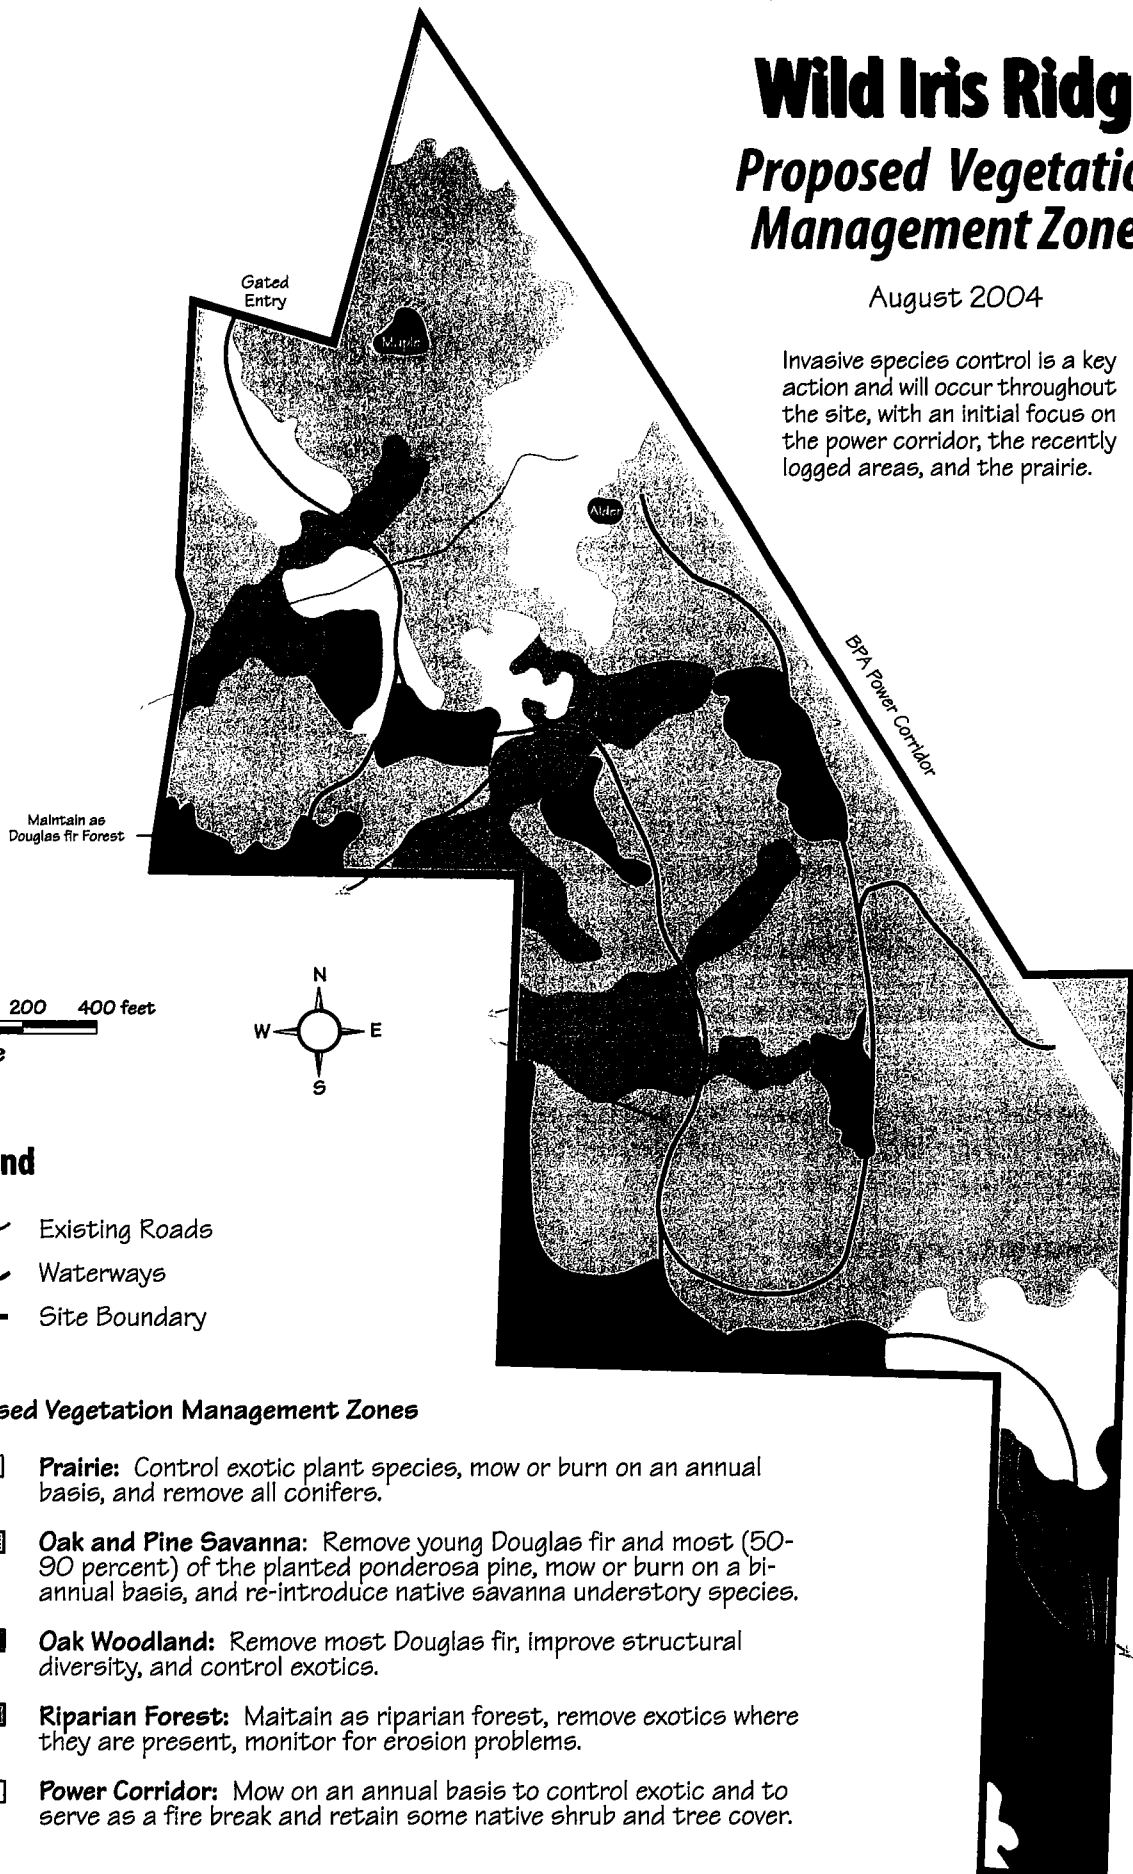 Wild Iris Ridg
Proposed Vegetatio
Management Zone
August 2004
Invasive species control is a key
action and will occur throughout
the site, with an initial focus on
the power corridor, the recently
logged areas, and the prairie.
Gated
Entry
Maple
Alder
BPA Power Corridor
Maintain as
Douglas fir Forest
N
W E
S
200 400 feet
e
nd
Existing Roads
Waterways
Site Boundary
sed Vegetation Management Zones
Prairie: Control exotic plant species, mow or burn on an annual
basis, and remove all conifers.
Oak and Pine Savanna: Remove young Douglas fir and most (50-
90 percent) of the planted ponderosa pine, mow or burn on a bi-
annual basis, and re-introduce native savanna understory species.
Oak Woodland: Remove most Douglas fir, improve structural
diversity, and control exotics.
Riparian Forest: Maitain as riparian forest, remove exotics where
they are present, monitor for erosion problems.
Power Corridor: Mow on an annual basis to control exotic and to
serve as a fire break and retain some native shrub and tree cover.